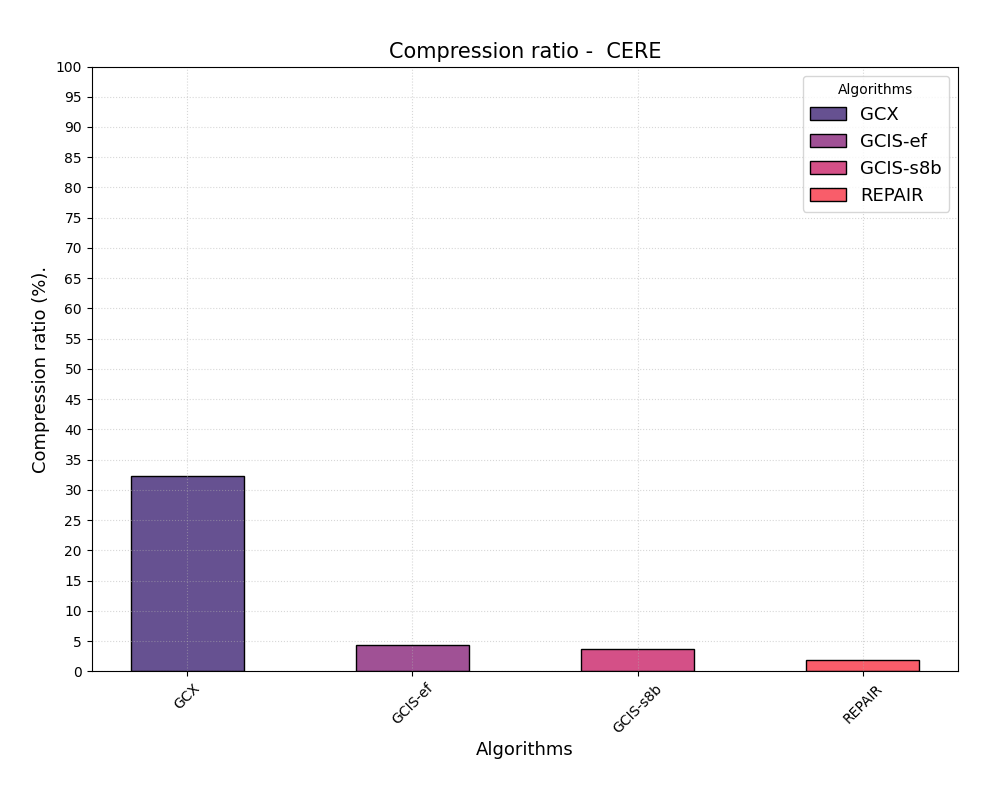 Compression ratio -  CERE
Compression ratio (%).
100
95
90
85
80
75
70
65
60
55
50
45
40
35
30
25
20
15
10
5
0
Algorithms
GCX
GCIS-ef
GCIS-s8b
REPAIR
GCX
GCIS-ef
GCIS-s8b
REPAIR
Algorithms